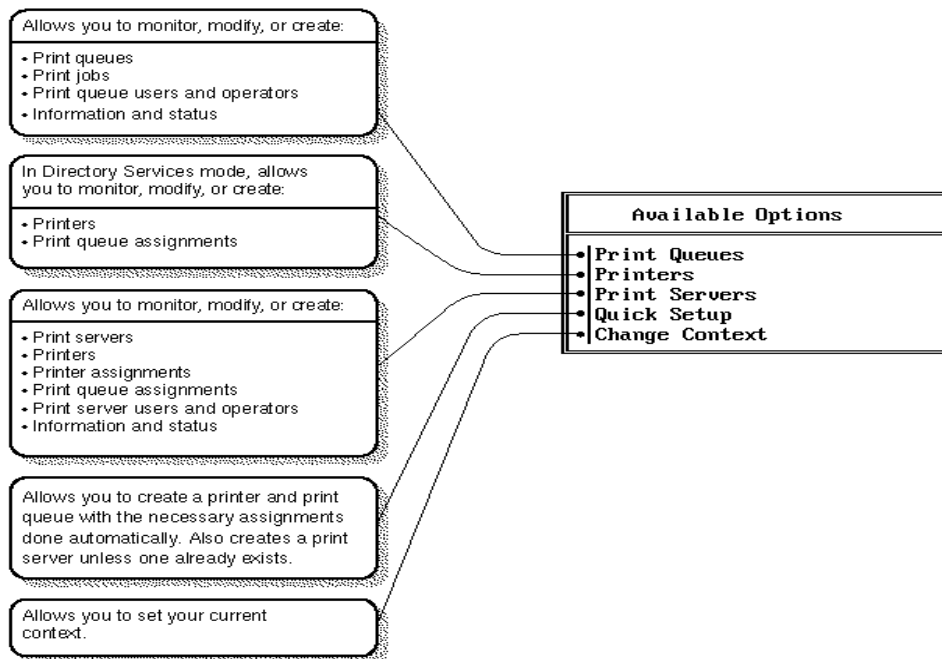 Allows you to monitor, modify, or create:
• Print queues
• Print jobs
• Print queue users and operators
• Information and status
In Directory Services mode, allows
you to monitor, modify, or create:
• Printers
• Print queue assignments
Allows you to monitor, modify, or create:
• Print servers
• Printers
• Printer assignments
• Print queue assignments
• Print server users and operators
• Information and status
Allows you to create a printer and print
queue with the necessary assignments
done automatically. Also creates a print
server unless one already exists.
Allows you to set your current
context.
Available Options
Print Queues
Printers
Print Servers
Quick Setup
Change Context